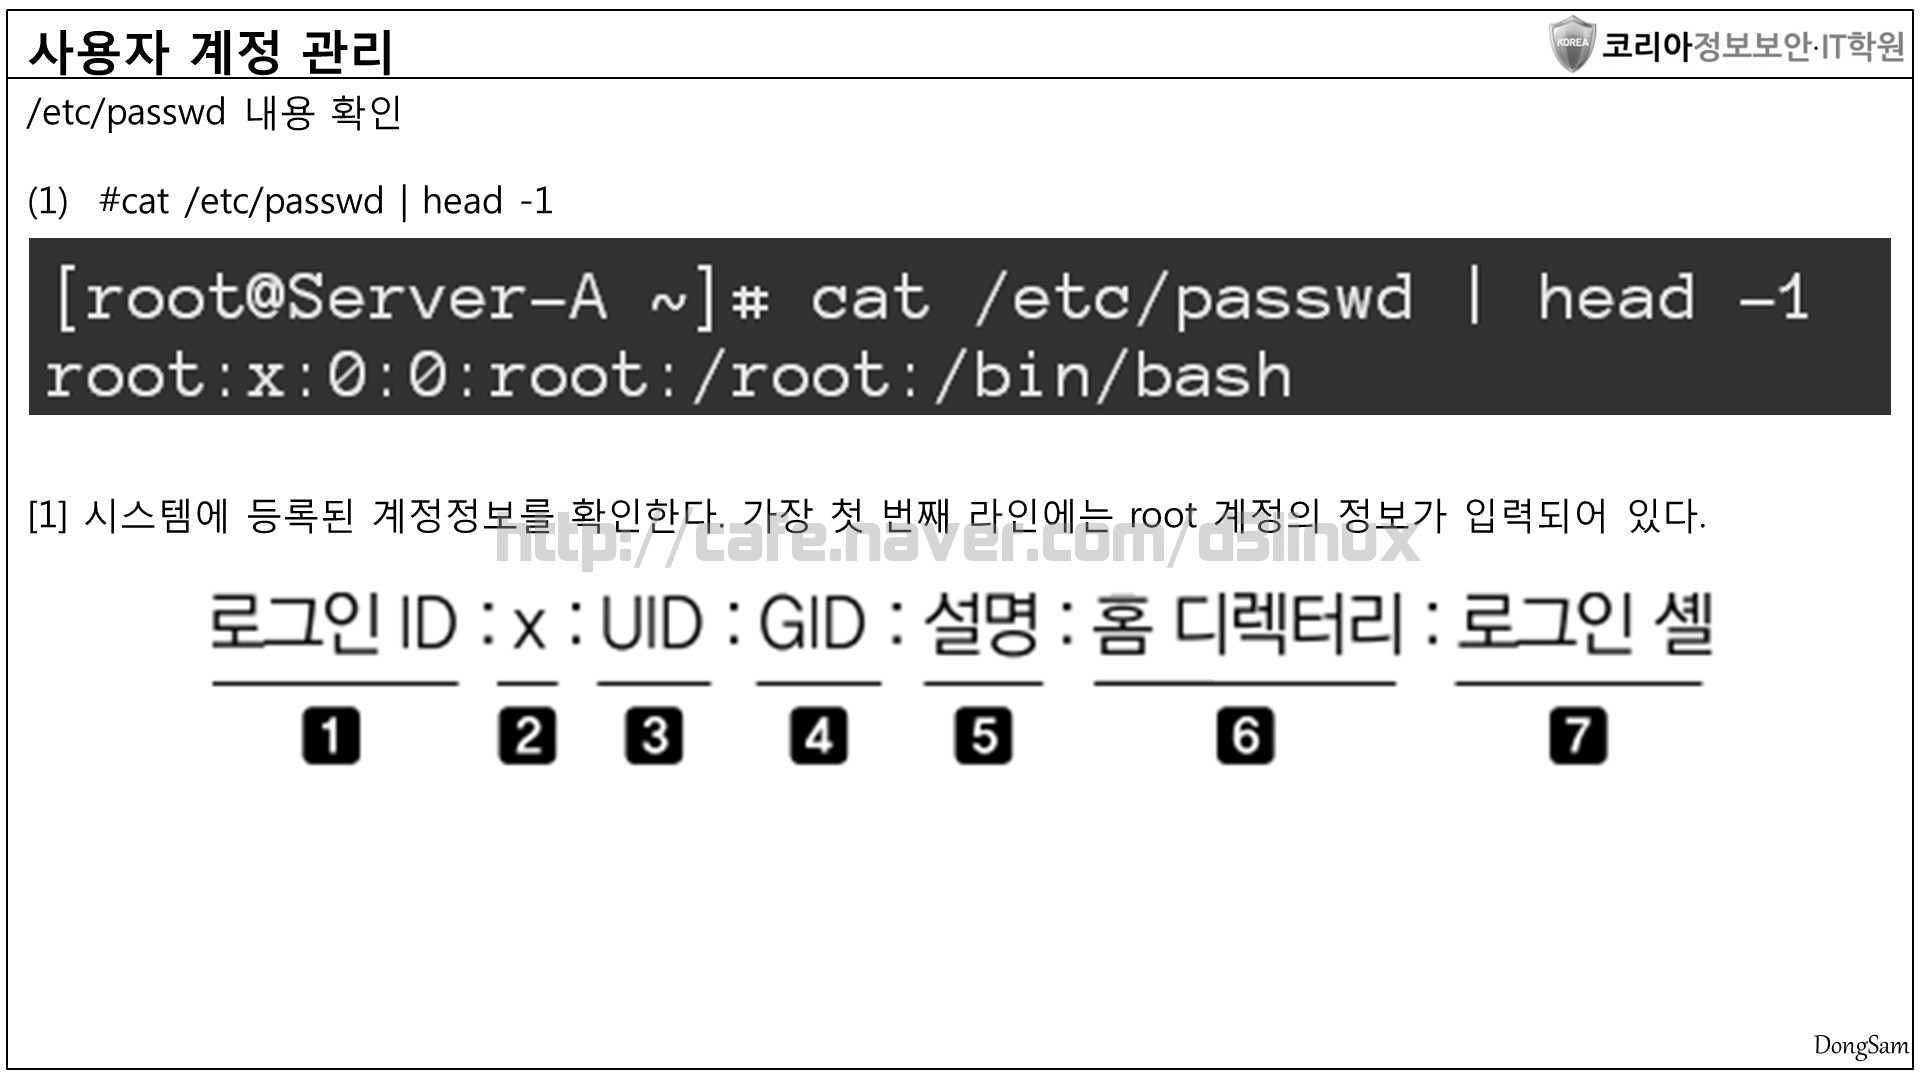 사용자 계정 관리
KOREA 코리아정보보안·IT학원
/etc/passwd 내용 확인
(1) #cat /etc/passwd | head -1
[root@Server-A ~]# cat /etc/passwd | head -1
root:x:0:0:root:/root:/bin/bash
[1] 시스템에 등록된 계정정보를 확인한다. 가장 첫 번째 라인에는 root 계정의 정보가 입력되어 있다.
http://cafe.naver.com/dslinux
로그인 ID : x : UID : GID : 설명 : 홈 디렉터리 : 로그인 셸
1 2 3 4 5 6 7
DongSam